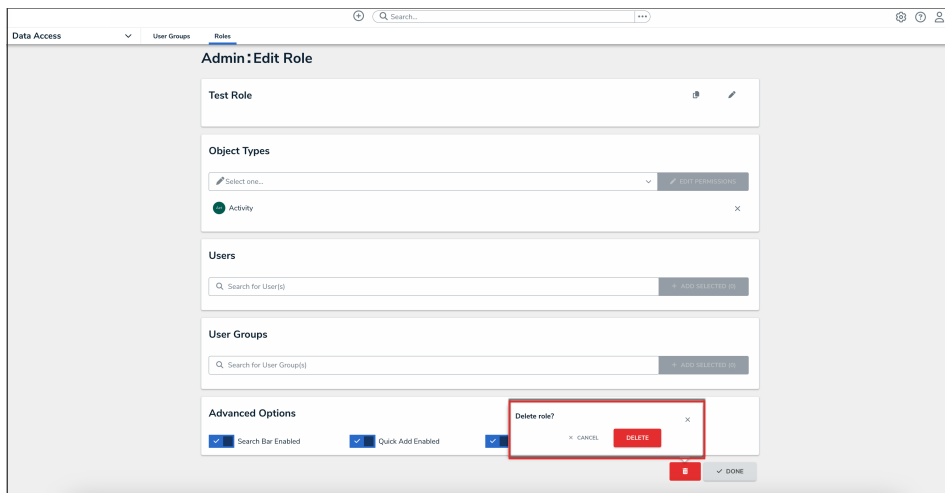 Search...
Data Access
User Groups
Roles
Admin:Edit Role
Test Role
Object Types
Select one...
EDIT PERMISSIONS
Activity
Users
Search for User(s)
+ ADD SELECTED (0)
User Groups
Search for User Group(s)
+ ADD SELECTED (0)
Advanced Options
Search Bar Enabled
Quick Add Enabled
Delete role?
CANCEL
DELETE
DONE